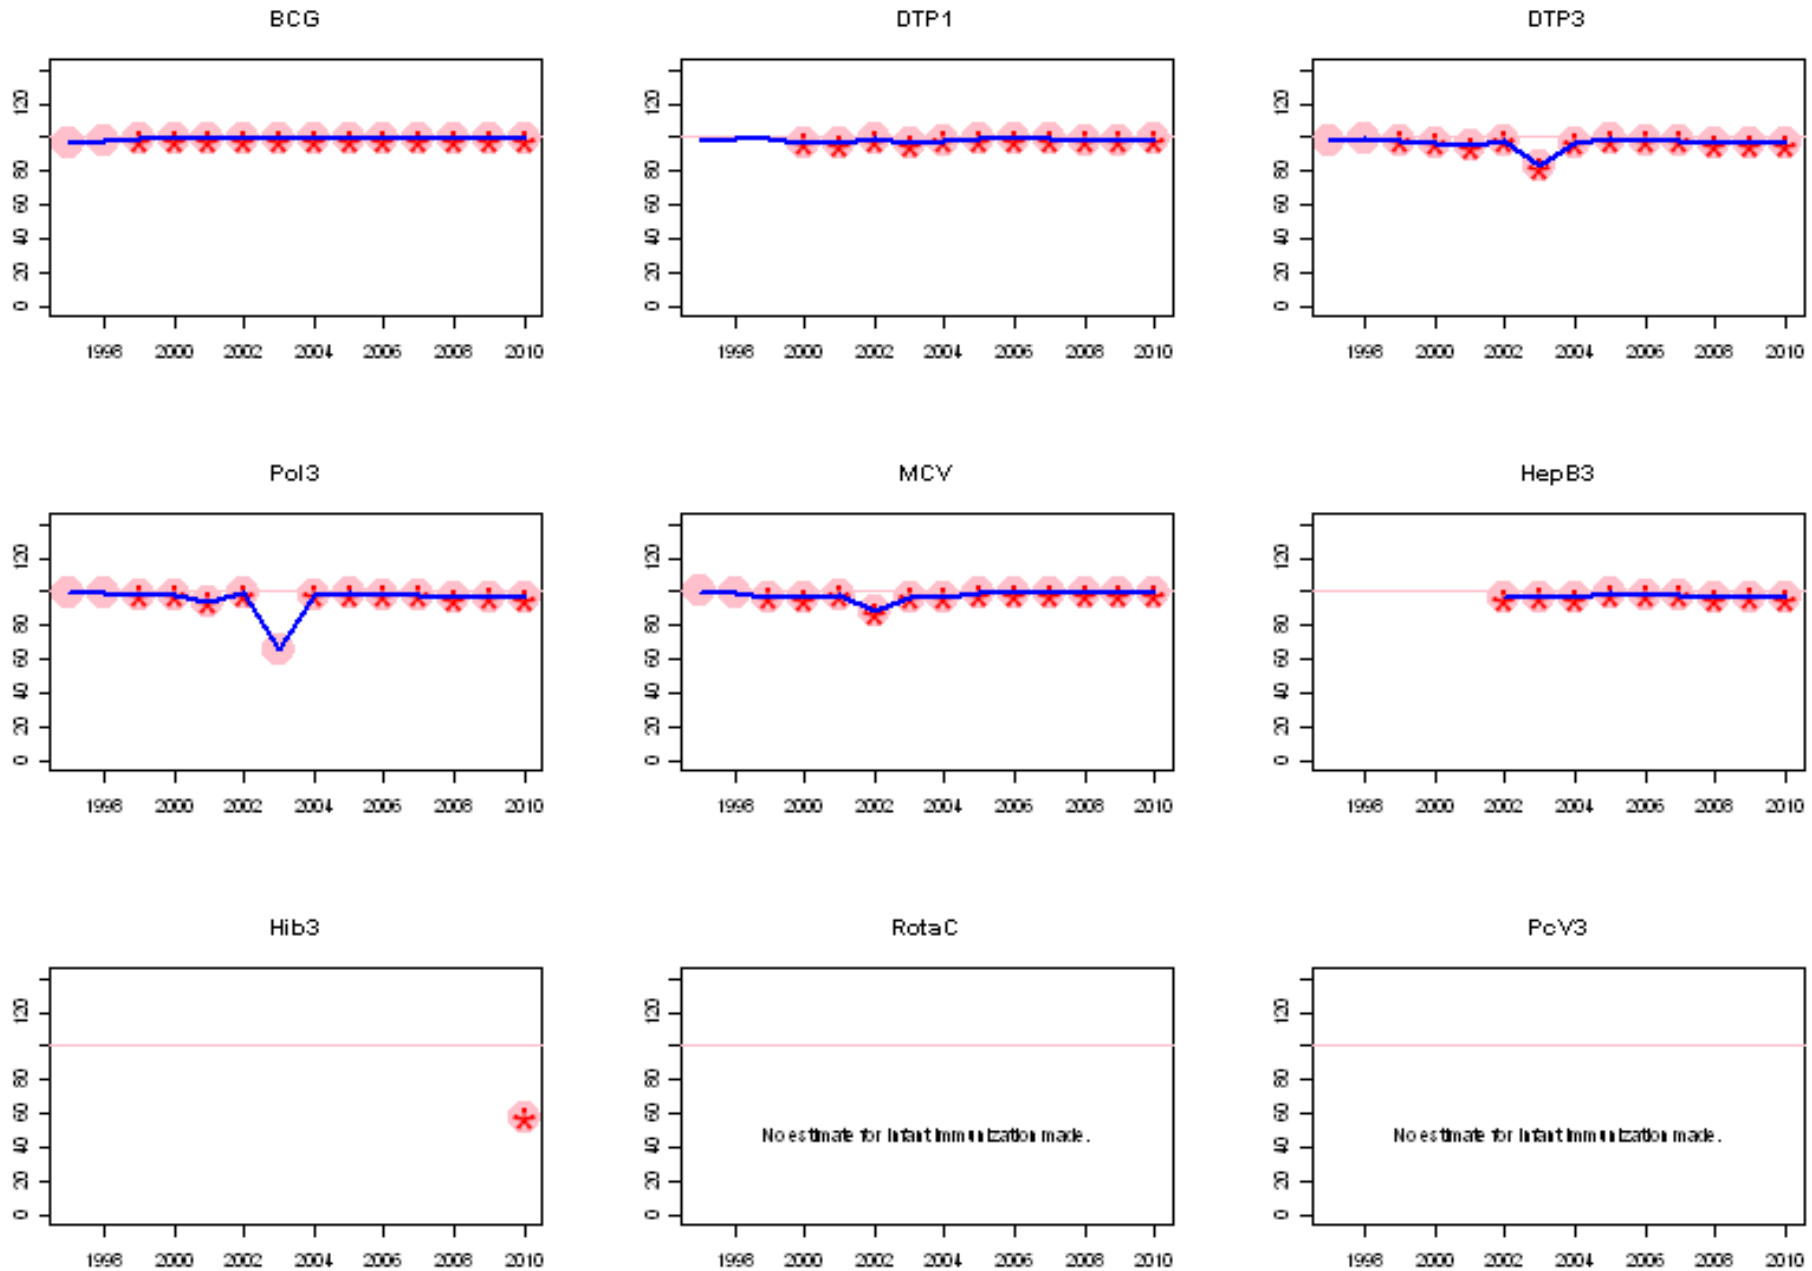 BCG
DTP1
DTP3
0 20 40 60 80 120
0 20 40 60 80 120
0 20 40 60 80 120
1998 2000 2002 2004 2006 2008 2010
1998 2000 2002 2004 2006 2008 2010
1998 2000 2002 2004 2006 2008 2010
Pol3
MCV
HepB3
0 20 40 60 80 120
0 20 40 60 80 120
0 20 40 60 80 120
1998 2000 2002 2004 2006 2008 2010
1998 2000 2002 2004 2006 2008 2010
1998 2000 2002 2004 2006 2008 2010
Hib3
RotaC
PcV3
0 20 40 60 80 120
0 20 40 60 80 120
No estimate for infant immunization made.
0 20 40 60 80 120
No estimate for infant immunization made.
1998 2000 2002 2004 2006 2008 2010
1998 2000 2002 2004 2006 2008 2010
1998 2000 2002 2004 2006 2008 2010